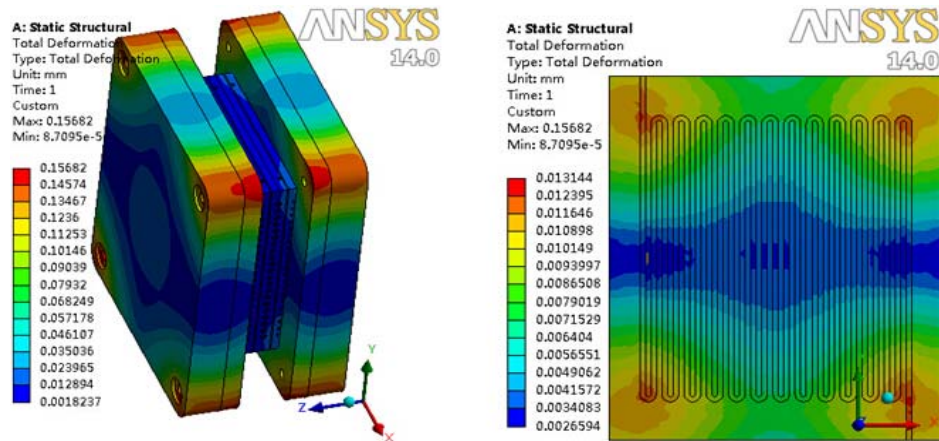 A: Static Structural
Total Deformation
Type: Total Deformation
Unit: mm
Time: 1
Custom
Max: 0.15682
Min: 8.7095e-5
ANSYS
14.0
0.15682
0.14574
0.13467
0.1236
0.11253
0.10146
0.09039
0.07932
0.068249
0.057178
0.046107
0.035036
0.023965
0.012894
0.0018237
Y
Z
X
A: Static Structural
Total Deformation
Type: Total Deformation
Unit: mm
Time: 1
Custom
Max: 0.15682
Min: 8.7095e-5
ANSYS
14.0
0.013144
0.012395
0.011646
0.010898
0.010149
0.0093997
0.0086508
0.0079019
0.0071529
0.006404
0.0056551
0.0049062
0.0041572
0.0034083
0.0026594
X